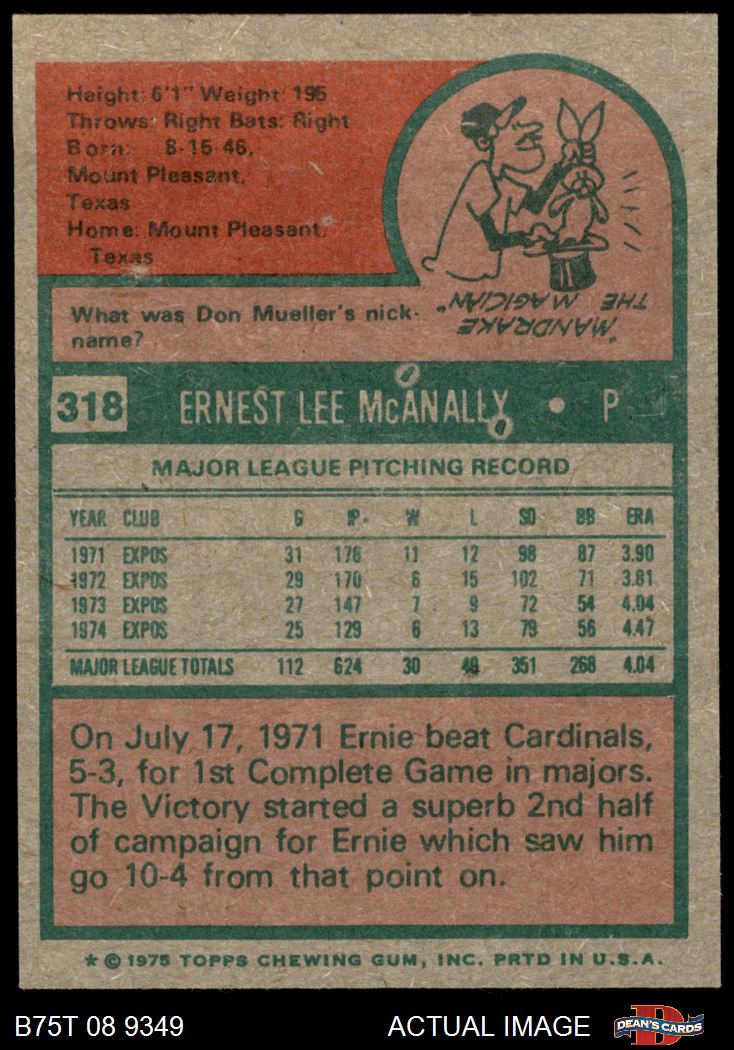 Height: 6'1" Weight: 195
Throws: Right Bats: Right
Born: 8-15-46,
Mount Pleasant,
Texas
Home: Mount Pleasant,
Texas
What was Don Mueller's nick-
name?
"MANDRAKE
THE MAGICIAN"
318 ERNEST LEE McANALLY • P
MAJOR LEAGUE PITCHING RECORD
YEAR CLUB G IP. W L SO BB ERA
1971 EXPOS 31 178 11 12 98 87 3.90
1972 EXPOS 29 170 6 15 102 71 3.81
1973 EXPOS 27 147 7 9 72 54 4.04
1974 EXPOS 25 129 6 13 79 56 4.47
MAJOR LEAGUE TOTALS 112 624 30 49 351 268 4.04
On July 17, 1971 Ernie beat Cardinals,
5-3, for 1st Complete Game in majors.
The Victory started a superb 2nd half
of campaign for Ernie which saw him
go 10-4 from that point on.
* © 1975 TOPPS CHEWING GUM, INC. PRTD IN U.S.A.
B75T 08 9349 ACTUAL IMAGE D DEAN'S CARDS